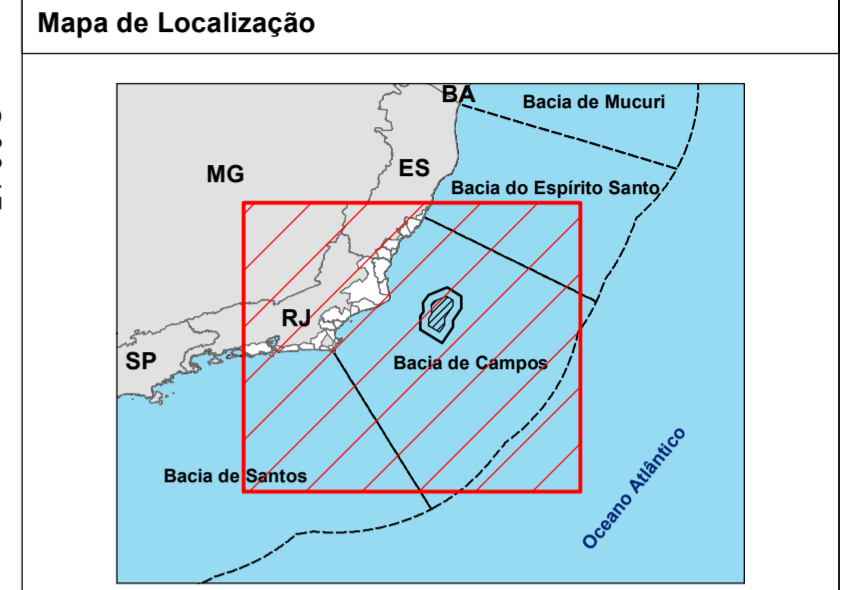 Mapa de Localização
BA
Bacia de Mucuri
ES
MG
Bacia do Espírito Santo
RJ
SP
Bacia de Campos
Bacia de Santos
Oceano Atlântico